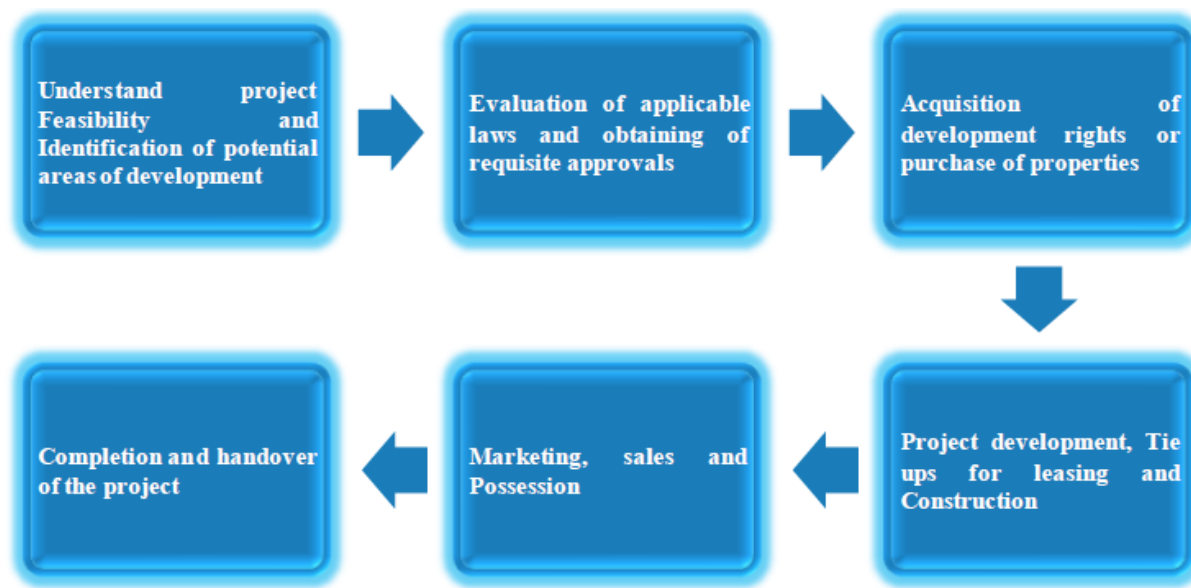 Understand project
Feasibility and
Identification of potential
areas of development
Evaluation of applicable
laws and obtaining of
requisite approvals
Acquisition of
development rights or
purchase of properties
Project development, Tie
ups for leasing and
Construction
Marketing, sales and
Possession
Completion and handover
of the project